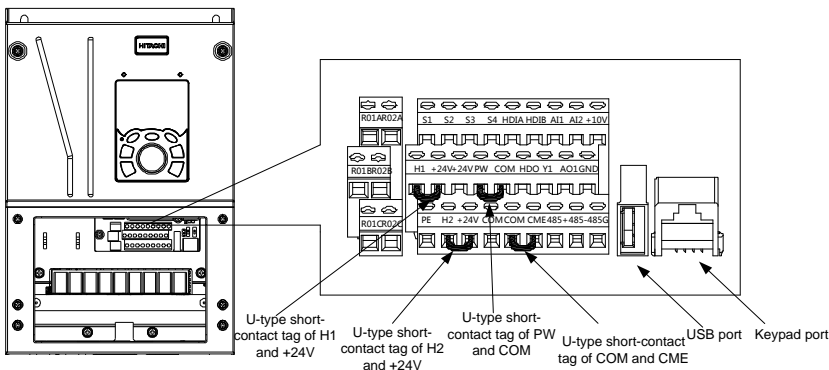 HITACHI
R01A R02A
S1 S2 S3 S4 HDIA HDIB AI1 AI2 +10V
R01B R02B
H1 +24V +24V PW COM HDO Y1 AO1 GND
R01C R02C
PE H2 +24V COM COM CME 485+ 485- 485G
U-type short-
contact tag of H1
and +24V
U-type short-
contact tag of H2
and +24V
U-type short-
contact tag of PW
and COM
U-type short-contact
tag of COM and CME
USB port
Keypad port